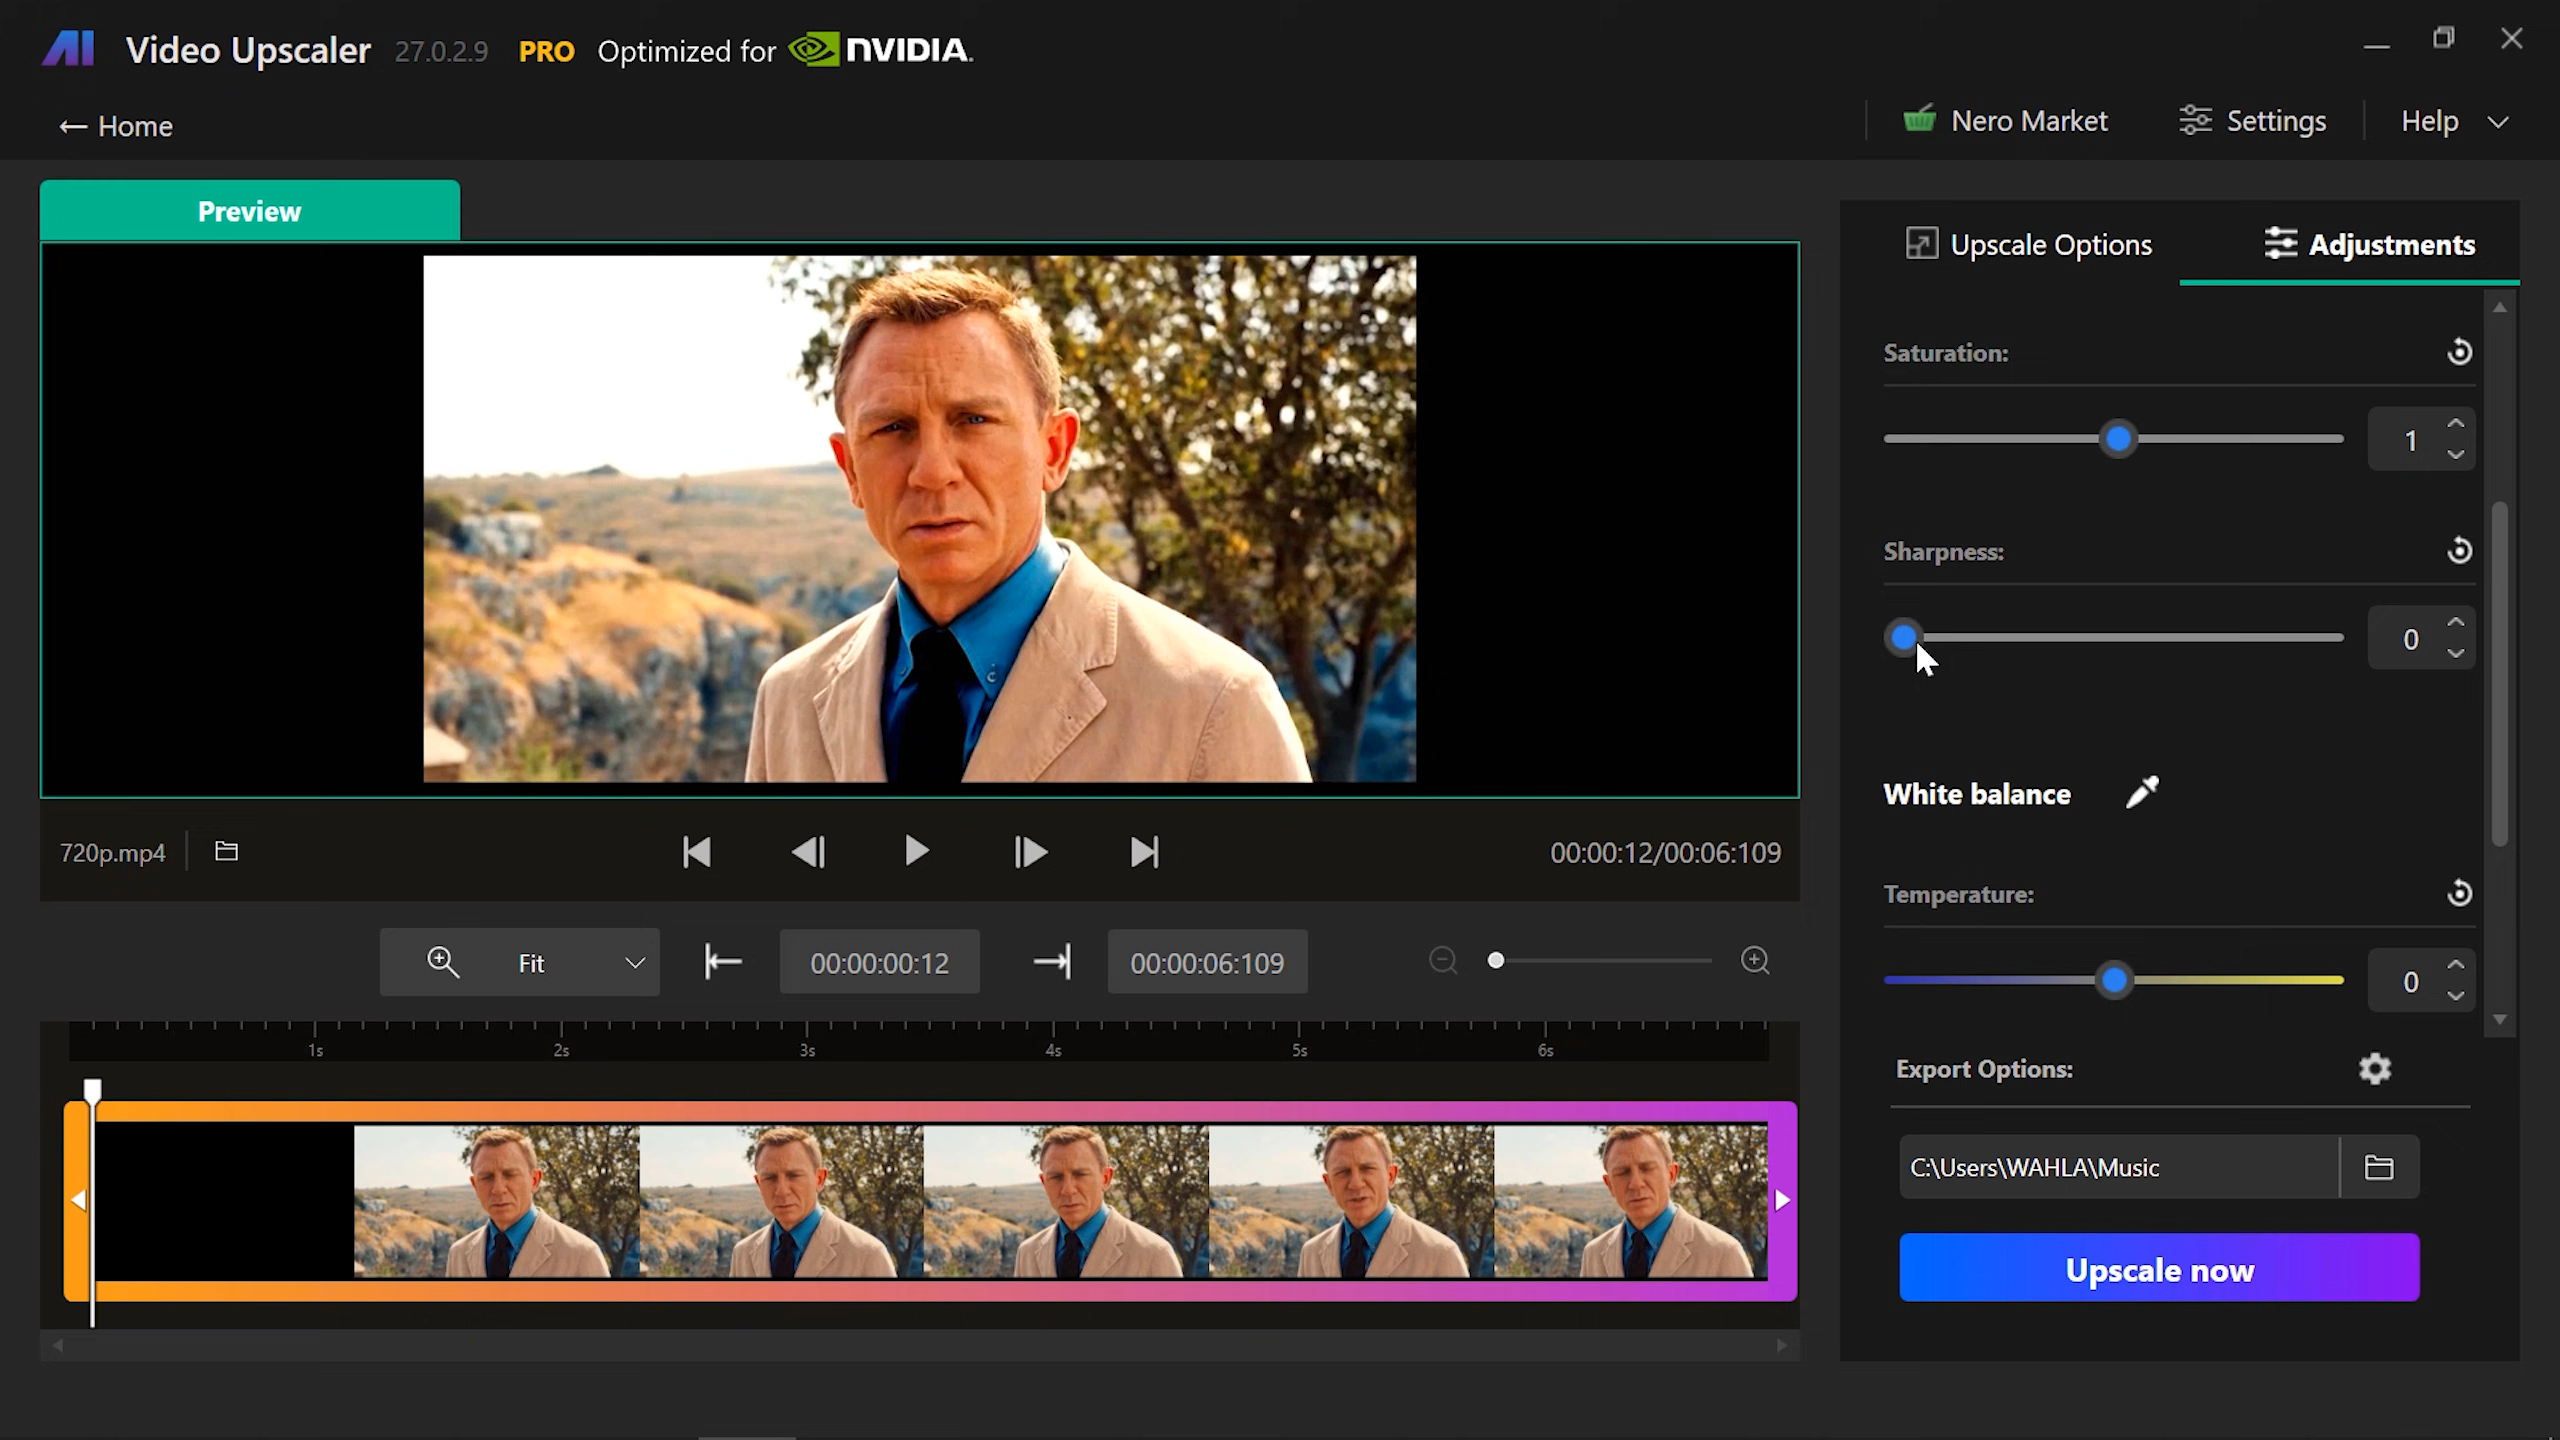 AI Video Upscaler 27.0.2.9 PRO Optimized for NVIDIA.
← Home
Nero Market
Settings
Help
Preview
Upscale Options
Adjustments
Saturation:
1
Sharpness:
0
White balance
Temperature:
0
720p.mp4
00:00:12/00:06:109
Fit
00:00:00:12
00:00:06:109
1s 2s 3s 4s 5s 6s
Export Options:
C:\Users\WAHLA\Music
Upscale now